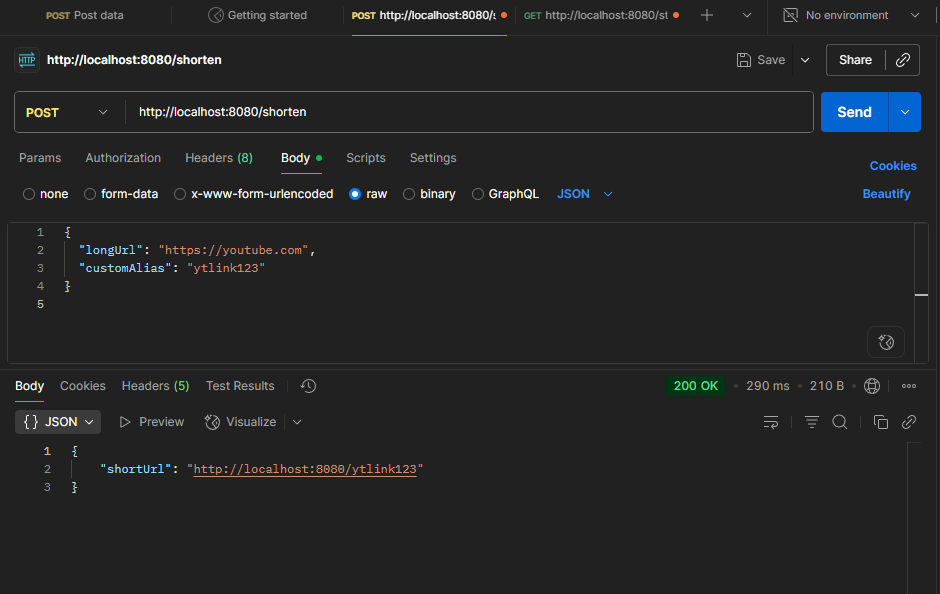 POST Post data Getting started POST http://localhost:8080/s GET http://localhost:8080/st No environment
HTTP http://localhost:8080/shorten Save Share
POST http://localhost:8080/shorten Send
Params Authorization Headers (8) Body Scripts Settings Cookies
none form-data x-www-form-urlencoded raw binary GraphQL JSON Beautify
1 {
2 "longUrl": "https://youtube.com",
3 "customAlias": "ytlink123"
4 }
5
Body Cookies Headers (5) Test Results 200 OK • 290 ms • 210 B •
{} JSON Preview Visualize
1 {
2 "shortUrl": "http://localhost:8080/ytlink123"
3 }